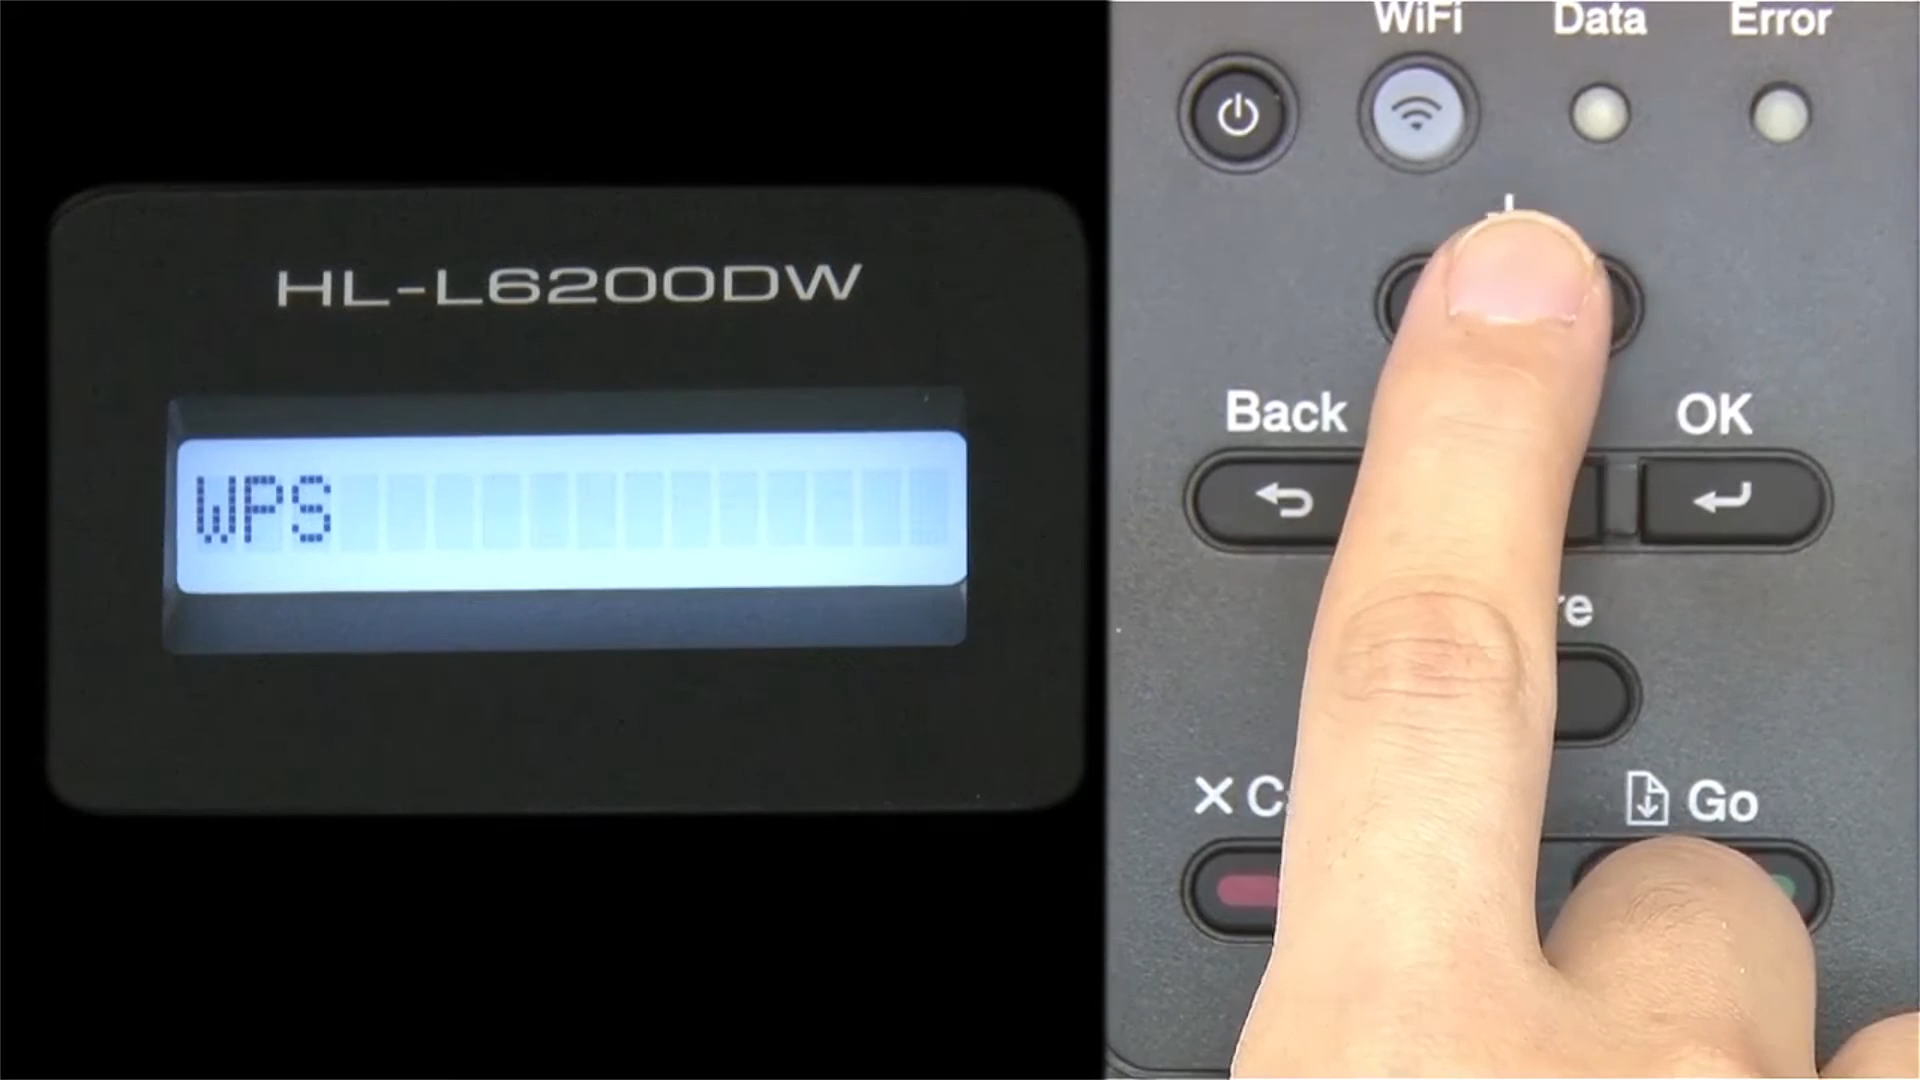 HL-L6200DW
WPS
WiFi Data Error
+
Back OK
Go